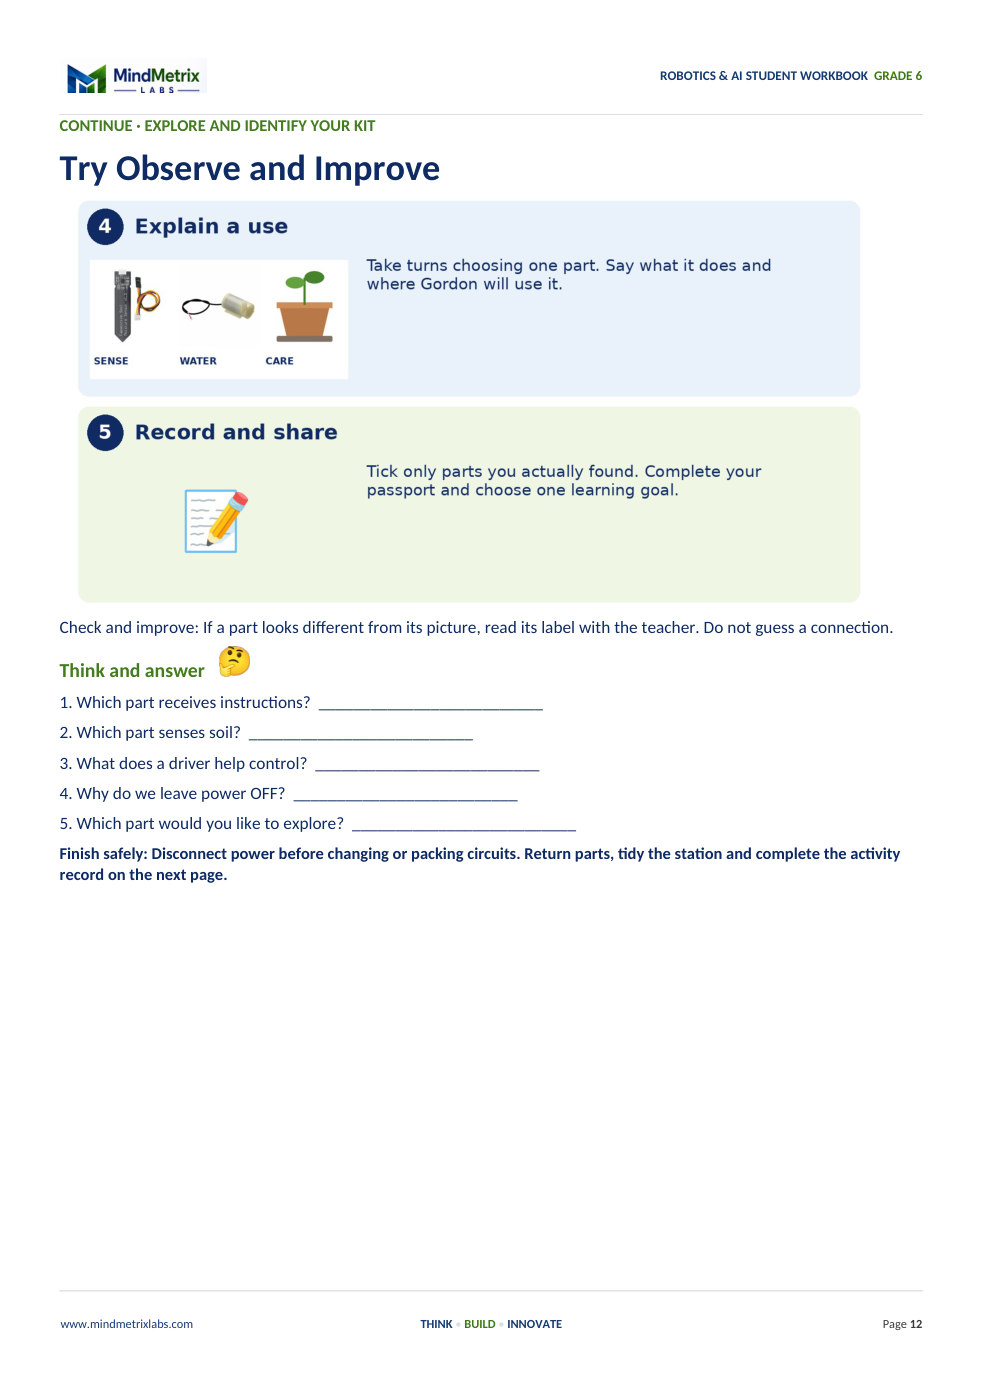 MindMetrix
LABS
ROBOTICS & AI STUDENT WORKBOOK GRADE 6
CONTINUE · EXPLORE AND IDENTIFY YOUR KIT
Try Observe and Improve
4 Explain a use
Take turns choosing one part. Say what it does and
where Gordon will use it.
SENSE WATER CARE
5 Record and share
Tick only parts you actually found. Complete your
passport and choose one learning goal.
Check and improve: If a part looks different from its picture, read its label with the teacher. Do not guess a connection.
Think and answer
1. Which part receives instructions? __________________________
2. Which part senses soil? __________________________
3. What does a driver help control? __________________________
4. Why do we leave power OFF? __________________________
5. Which part would you like to explore? __________________________
Finish safely: Disconnect power before changing or packing circuits. Return parts, tidy the station and complete the activity
record on the next page.
www.mindmetrixlabs.com THINK • BUILD • INNOVATE Page 12